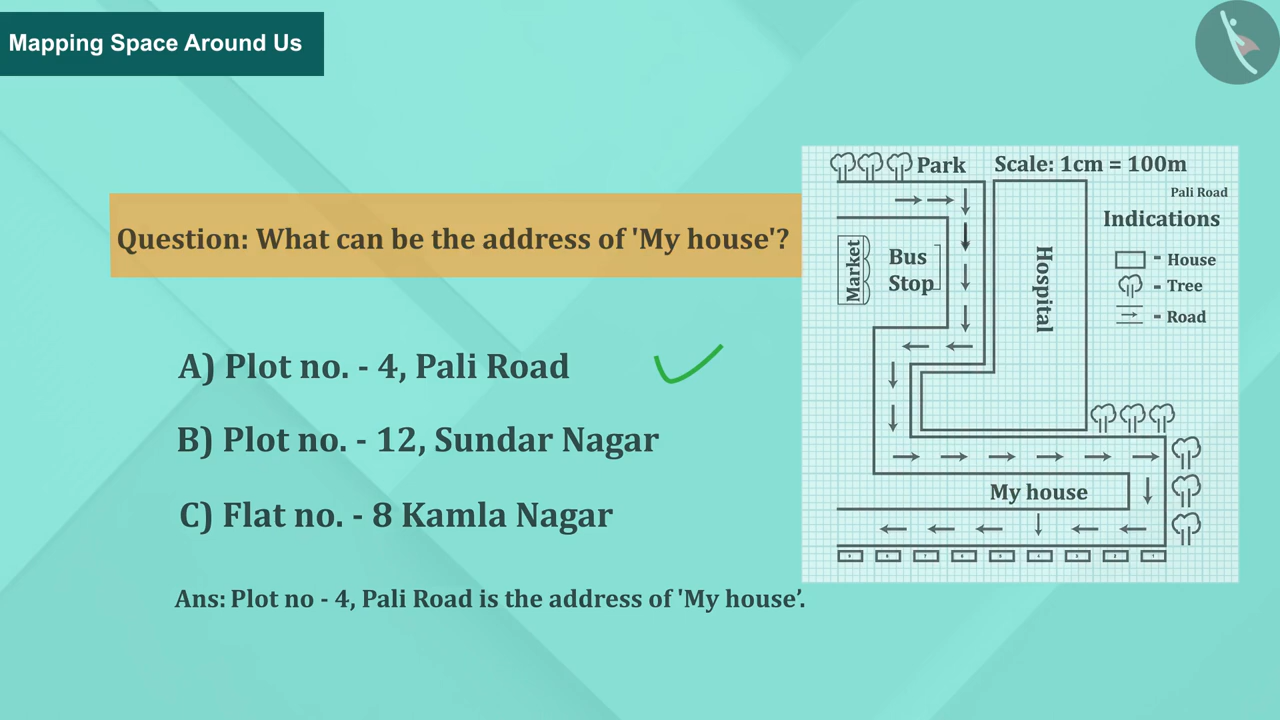 Mapping Space Around Us
Question: What can be the address of 'My house'?
A) Plot no. - 4, Pali Road
B) Plot no. - 12, Sundar Nagar
C) Flat no. - 8 Kamla Nagar
Ans: Plot no - 4, Pali Road is the address of 'My house’.
Park
Scale: 1cm = 100m
Pali Road
Indications
- House
- Tree
- Road
Market
Bus
Stop
Hospital
My house